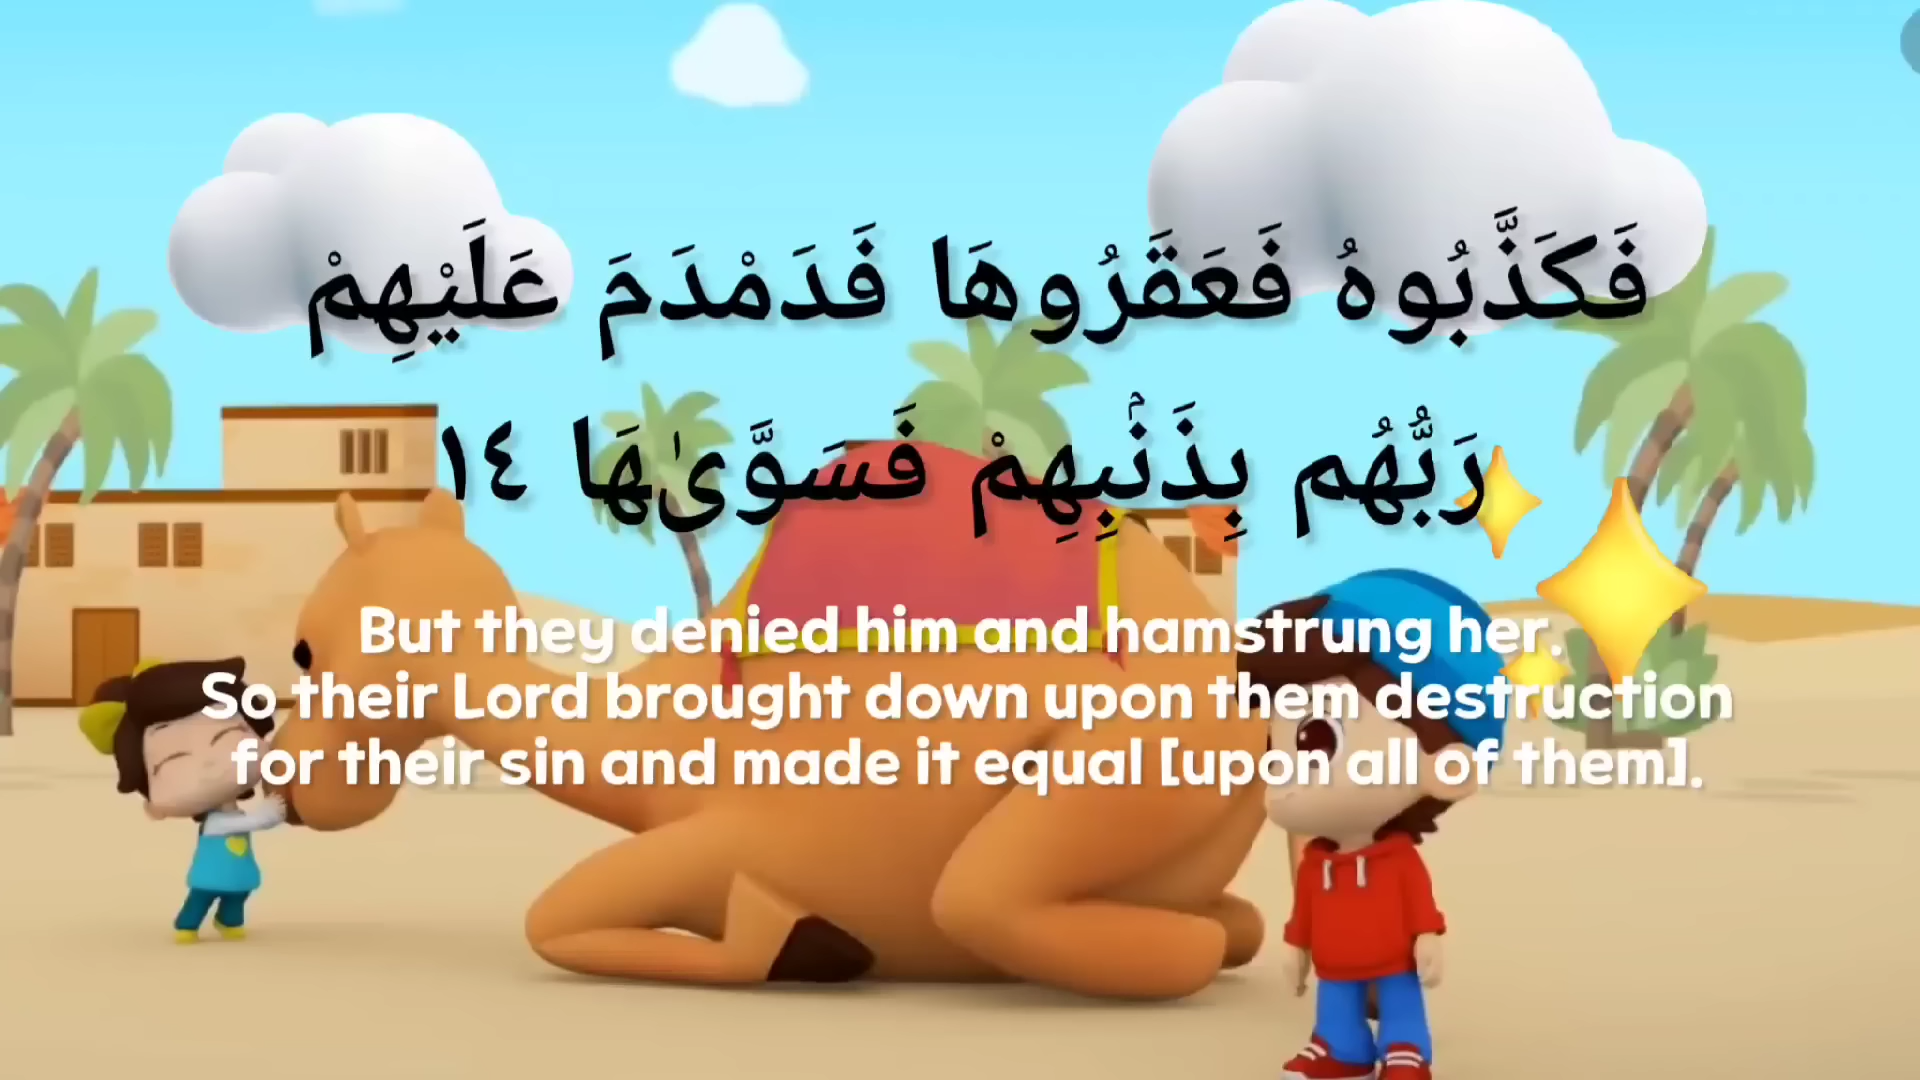 فَكَذَّبُوهُ فَعَقَرُوهَا فَدَمْدَمَ عَلَيْهِمْ
رَبُّهُم بِذَنۢبِهِمْ فَسَوَّىٰهَا ١٤
But they denied him and hamstrung her.
So their Lord brought down upon them destruction
for their sin and made it equal [upon all of them].